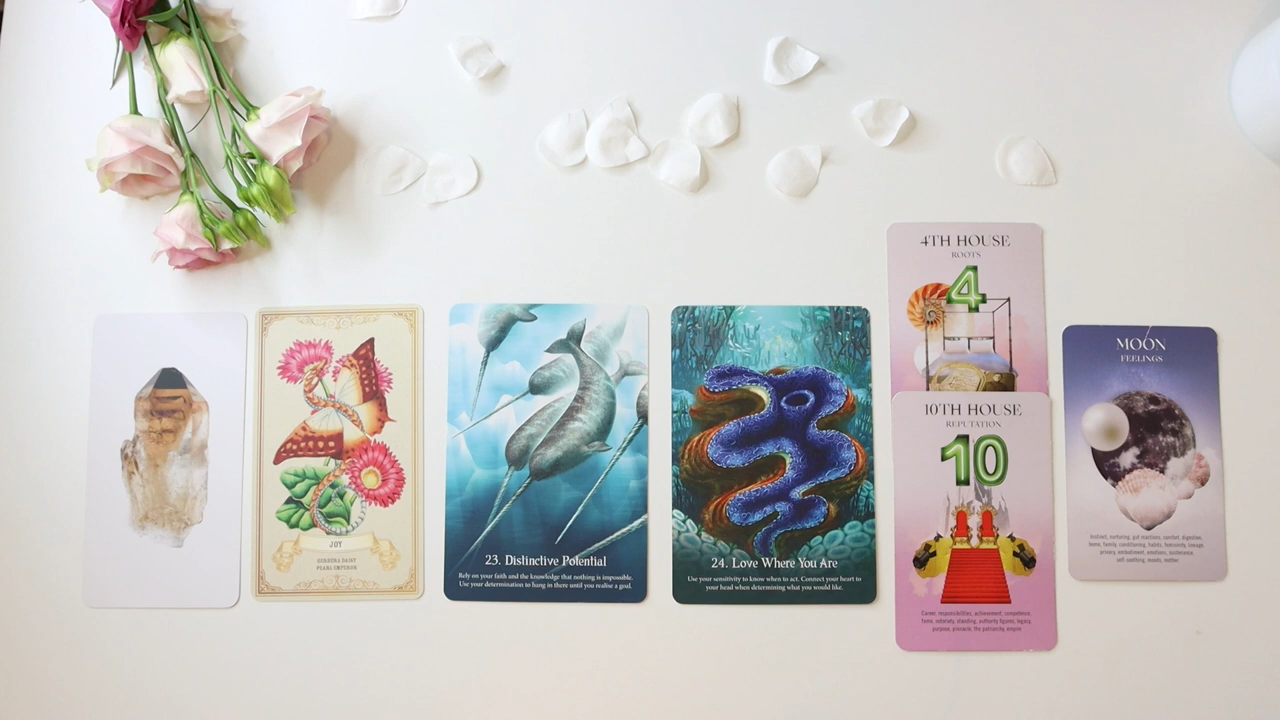 JOY
GERBERA DAISY
PEARL EMPEROR
23. Distinctive Potential
Rely on your faith and the knowledge that nothing is impossible.
Use your determination to hang in there until you realise a goal.
24. Love Where You Are
Use your sensitivity to know when to act. Connect your heart to
your head when determining what you would like.
4TH HOUSE
ROOTS
4
10TH HOUSE
REPUTATION
10
Career, responsibilities, achievement, competence,
fame, notoriety, standing, authority figures, legacy,
purpose, pinnacle, the patriarchy, empire
MOON
FEELINGS
Instinct, nurturing, gut reactions, comfort, digestion,
home, family, conditioning, habits, femininity, lineage,
privacy, embodiment, emotions, sustenance,
self-soothing, moods, mother